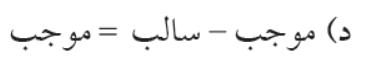 د) موجب – سالب = موجب